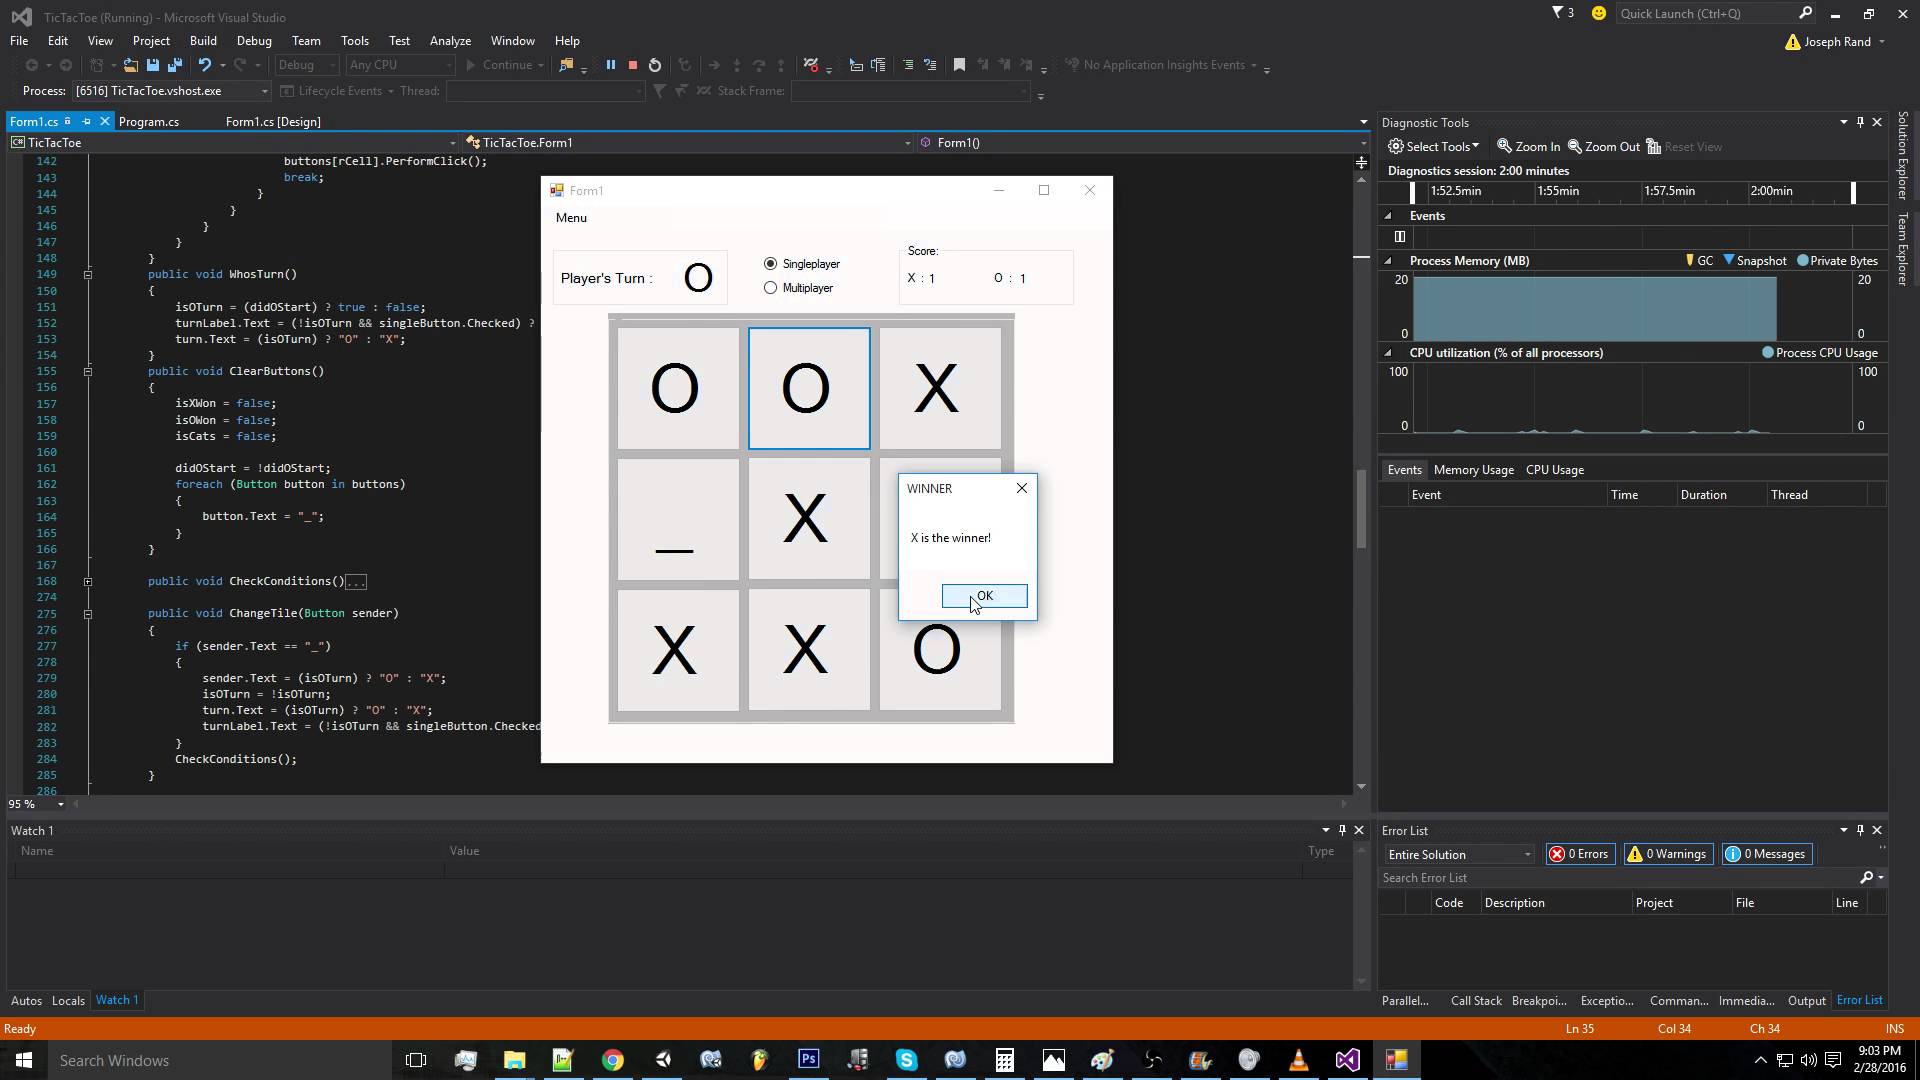 TicTacToe (Running) - Microsoft Visual Studio
3
Quick Launch (Ctrl+Q)
File Edit View Project Build Debug Team Tools Test Analyze Window Help
Joseph Rand
Debug Any CPU Continue No Application Insights Events
Process: [6516] TicTacToe.vshost.exe Lifecycle Events Thread: Stack Frame:
Form1.cs Program.cs Form1.cs [Design]
C# TicTacToe TicTacToe.Form1 Form1()
142 buttons[rCell].PerformClick();
143 break;
144 }
145 }
146 }
147 }
148 }
149 public void WhosTurn()
150 {
151 isOTurn = (didOStart) ? true : false;
152 turnLabel.Text = (!isOTurn && singleButton.Checked) ?
153 turn.Text = (isOTurn) ? "O" : "X";
154 }
155 public void ClearButtons()
156 {
157 isXWon = false;
158 isOWon = false;
159 isCats = false;
160
161 didOStart = !didOStart;
162 foreach (Button button in buttons)
163 {
164 button.Text = "_";
165 }
166 }
167
168 public void CheckConditions()...
274
275 public void ChangeTile(Button sender)
276 {
277 if (sender.Text == "_")
278 {
279 sender.Text = (isOTurn) ? "O" : "X";
280 isOTurn = !isOTurn;
281 turn.Text = (isOTurn) ? "O" : "X";
282 turnLabel.Text = (!isOTurn && singleButton.Checked
283 }
284 CheckConditions();
285 }
286
95 %
Form1
Menu
Player's Turn : O
Singleplayer
Multiplayer
Score:
X : 1 O : 1
O O X
_ X
X X O
WINNER
X is the winner!
OK
Diagnostic Tools
Select Tools Zoom In Zoom Out Reset View
Diagnostics session: 2:00 minutes
1:52.5min 1:55min 1:57.5min 2:00min
Events
Process Memory (MB) GC Snapshot Private Bytes
20 20
0 0
CPU utilization (% of all processors) Process CPU Usage
100 100
0 0
Events Memory Usage CPU Usage
Event Time Duration Thread
Solution Explorer
Team Explorer
Watch 1
Name Value Type
Autos Locals Watch 1
Error List
Entire Solution 0 Errors 0 Warnings 0 Messages
Search Error List
Code Description Project File Line
Parallel... Call Stack Breakpoi... Exceptio... Comman... Immedia... Output Error List
Ready Ln 35 Col 34 Ch 34 INS
Search Windows
Ps
9:03 PM
2/28/2016